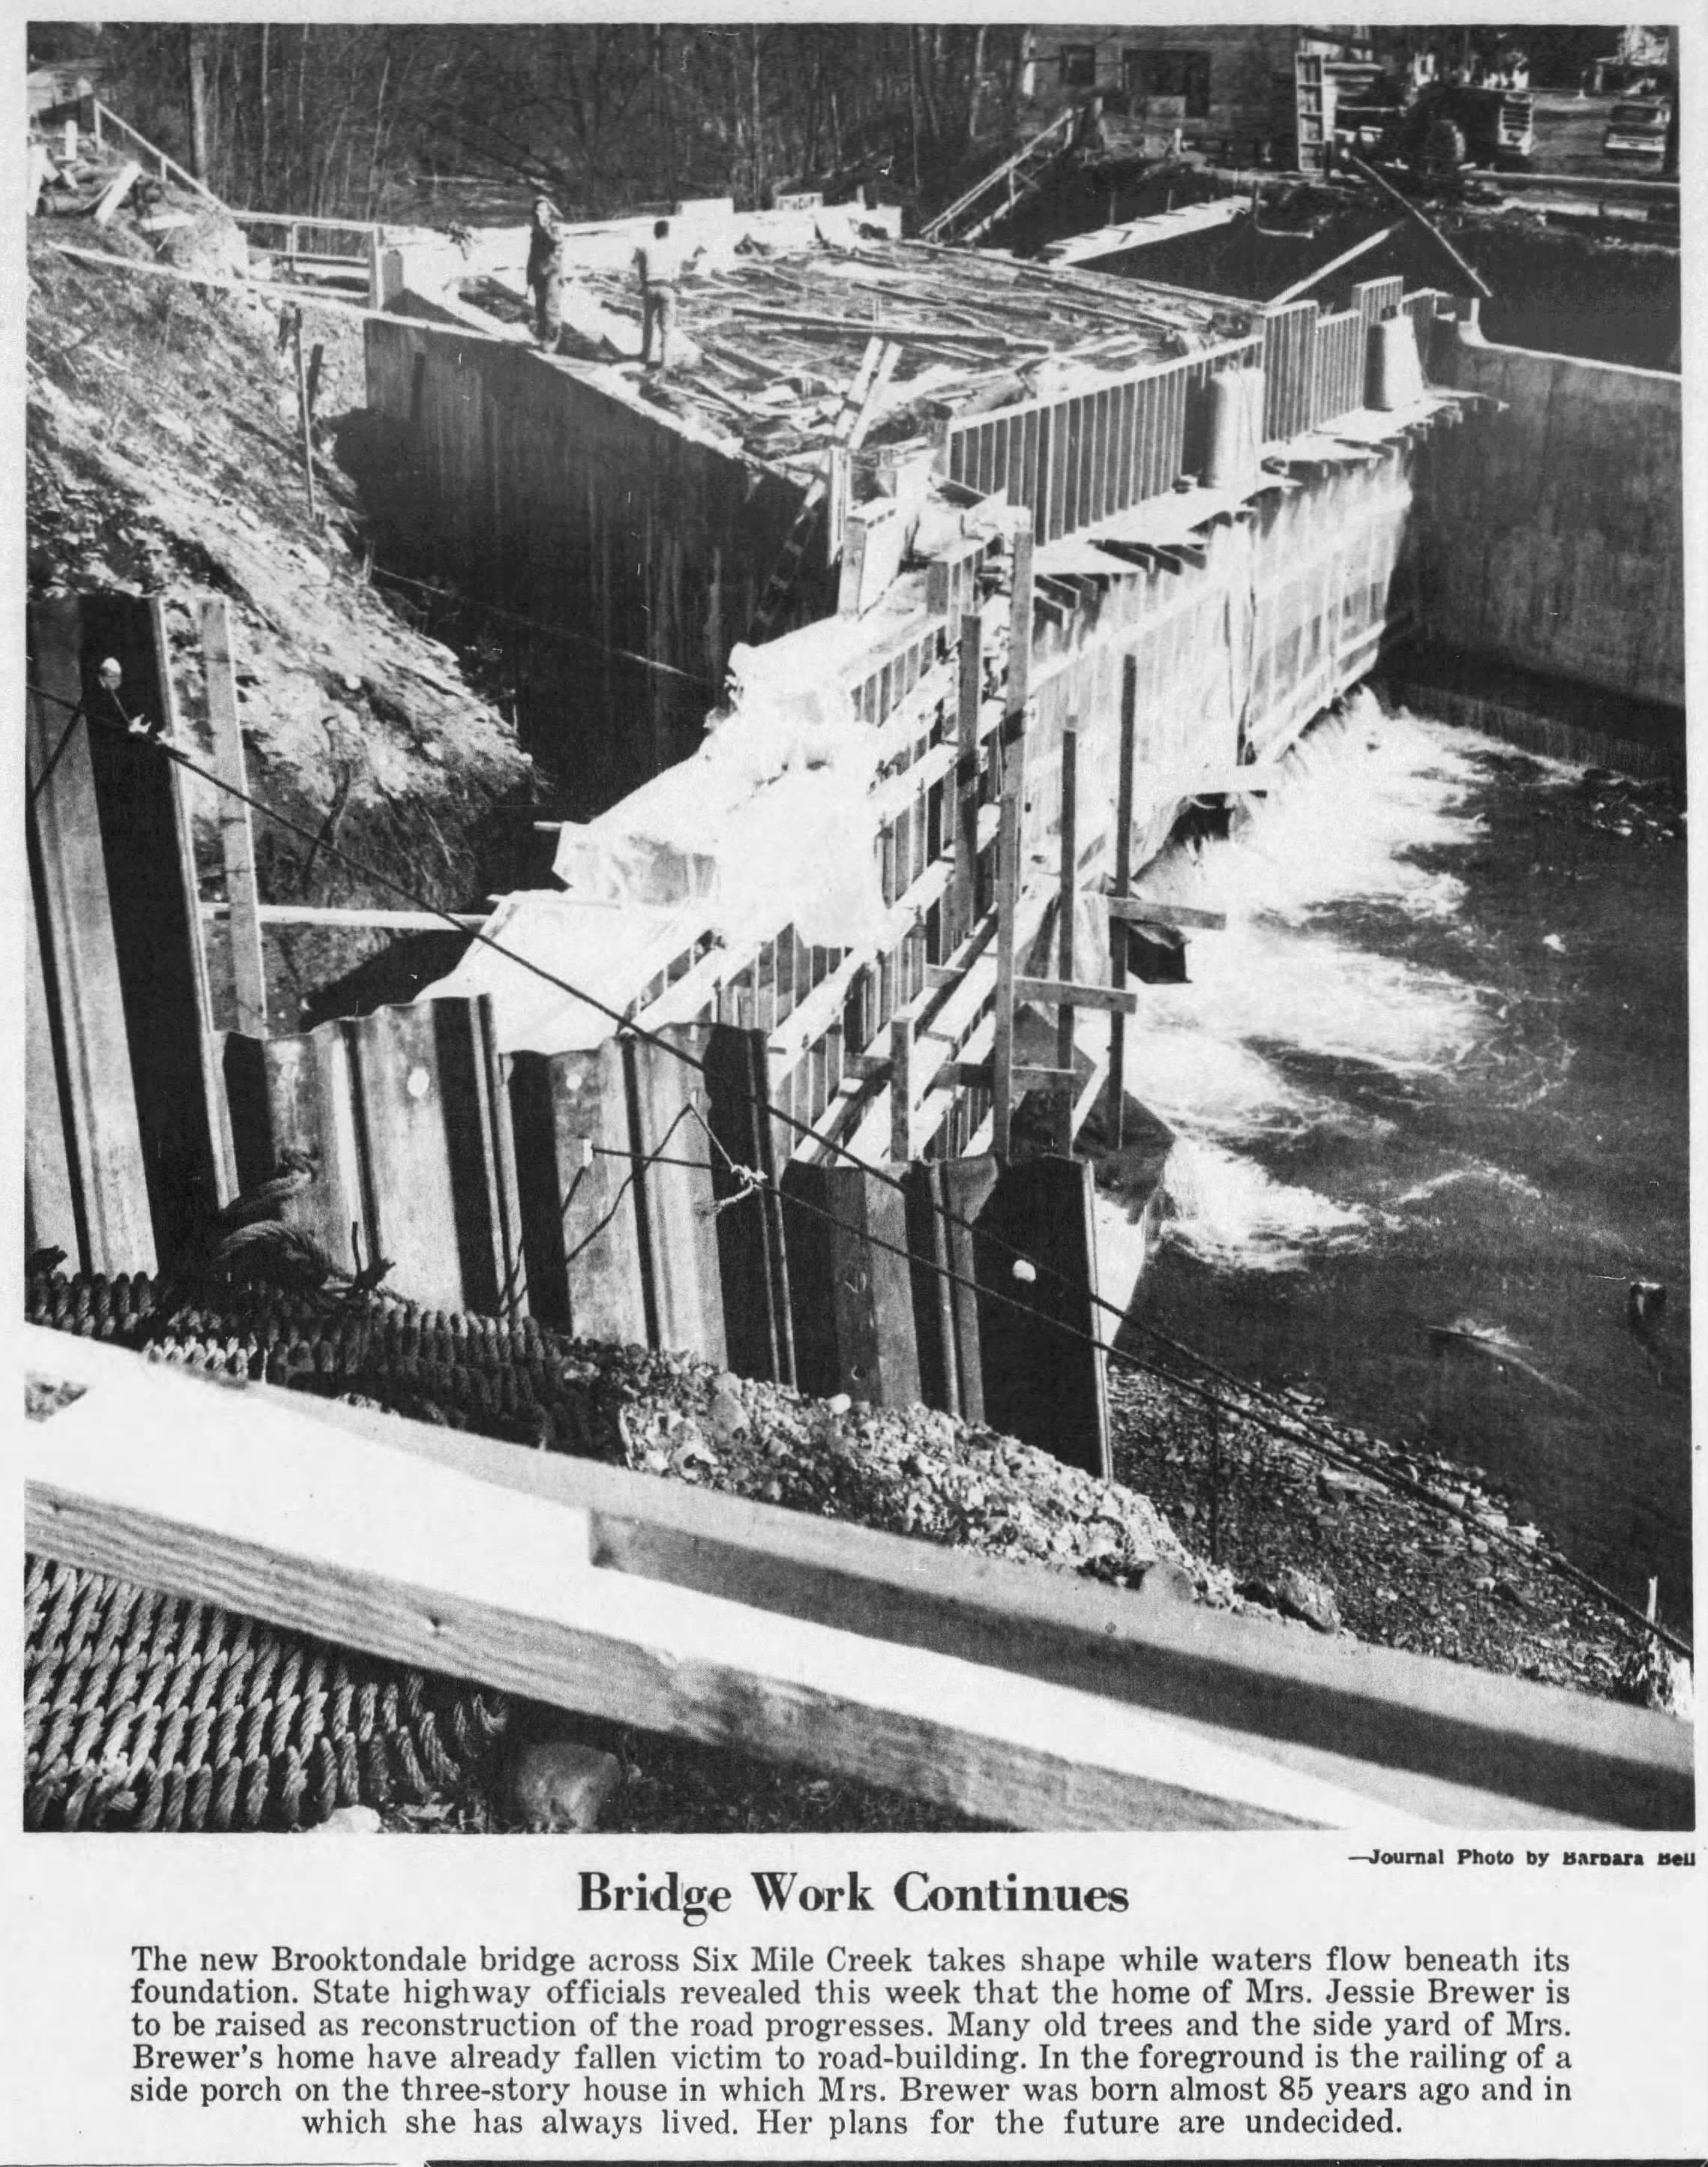 —Journal Photo by Barbara Bell
Bridge Work Continues
The new Brooktondale bridge across Six Mile Creek takes shape while waters flow beneath its
foundation. State highway officials revealed this week that the home of Mrs. Jessie Brewer is
to be raised as reconstruction of the road progresses. Many old trees and the side yard of Mrs.
Brewer's home have already fallen victim to road-building. In the foreground is the railing of a
side porch on the three-story house in which Mrs. Brewer was born almost 85 years ago and in
which she has always lived. Her plans for the future are undecided.